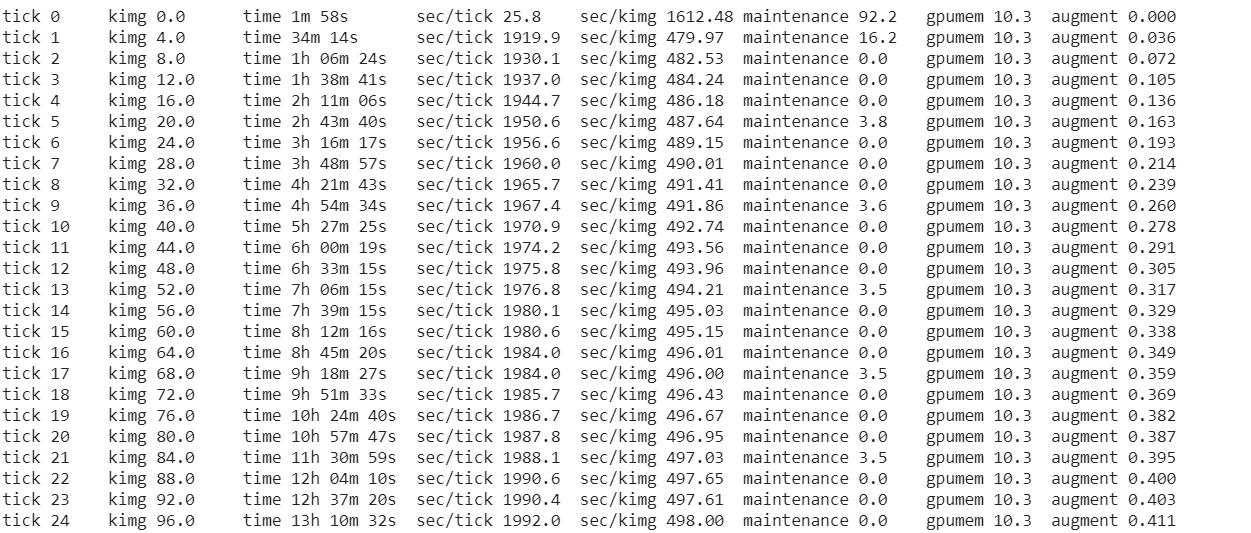 tick 0 kimg 0.0 time 1m 58s sec/tick 25.8 sec/kimg 1612.48 maintenance 92.2 gpumem 10.3 augment 0.000
tick 1 kimg 4.0 time 34m 14s sec/tick 1919.9 sec/kimg 479.97 maintenance 16.2 gpumem 10.3 augment 0.036
tick 2 kimg 8.0 time 1h 06m 24s sec/tick 1930.1 sec/kimg 482.53 maintenance 0.0 gpumem 10.3 augment 0.072
tick 3 kimg 12.0 time 1h 38m 41s sec/tick 1937.0 sec/kimg 484.24 maintenance 0.0 gpumem 10.3 augment 0.105
tick 4 kimg 16.0 time 2h 11m 06s sec/tick 1944.7 sec/kimg 486.18 maintenance 0.0 gpumem 10.3 augment 0.136
tick 5 kimg 20.0 time 2h 43m 40s sec/tick 1950.6 sec/kimg 487.64 maintenance 3.8 gpumem 10.3 augment 0.163
tick 6 kimg 24.0 time 3h 16m 17s sec/tick 1956.6 sec/kimg 489.15 maintenance 0.0 gpumem 10.3 augment 0.193
tick 7 kimg 28.0 time 3h 48m 57s sec/tick 1960.0 sec/kimg 490.01 maintenance 0.0 gpumem 10.3 augment 0.214
tick 8 kimg 32.0 time 4h 21m 43s sec/tick 1965.7 sec/kimg 491.41 maintenance 0.0 gpumem 10.3 augment 0.239
tick 9 kimg 36.0 time 4h 54m 34s sec/tick 1967.4 sec/kimg 491.86 maintenance 3.6 gpumem 10.3 augment 0.260
tick 10 kimg 40.0 time 5h 27m 25s sec/tick 1970.9 sec/kimg 492.74 maintenance 0.0 gpumem 10.3 augment 0.278
tick 11 kimg 44.0 time 6h 00m 19s sec/tick 1974.2 sec/kimg 493.56 maintenance 0.0 gpumem 10.3 augment 0.291
tick 12 kimg 48.0 time 6h 33m 15s sec/tick 1975.8 sec/kimg 493.96 maintenance 0.0 gpumem 10.3 augment 0.305
tick 13 kimg 52.0 time 7h 06m 15s sec/tick 1976.8 sec/kimg 494.21 maintenance 3.5 gpumem 10.3 augment 0.317
tick 14 kimg 56.0 time 7h 39m 15s sec/tick 1980.1 sec/kimg 495.03 maintenance 0.0 gpumem 10.3 augment 0.329
tick 15 kimg 60.0 time 8h 12m 16s sec/tick 1980.6 sec/kimg 495.15 maintenance 0.0 gpumem 10.3 augment 0.338
tick 16 kimg 64.0 time 8h 45m 20s sec/tick 1984.0 sec/kimg 496.01 maintenance 0.0 gpumem 10.3 augment 0.349
tick 17 kimg 68.0 time 9h 18m 27s sec/tick 1984.0 sec/kimg 496.00 maintenance 3.5 gpumem 10.3 augment 0.359
tick 18 kimg 72.0 time 9h 51m 33s sec/tick 1985.7 sec/kimg 496.43 maintenance 0.0 gpumem 10.3 augment 0.369
tick 19 kimg 76.0 time 10h 24m 40s sec/tick 1986.7 sec/kimg 496.67 maintenance 0.0 gpumem 10.3 augment 0.382
tick 20 kimg 80.0 time 10h 57m 47s sec/tick 1987.8 sec/kimg 496.95 maintenance 0.0 gpumem 10.3 augment 0.387
tick 21 kimg 84.0 time 11h 30m 59s sec/tick 1988.1 sec/kimg 497.03 maintenance 3.5 gpumem 10.3 augment 0.395
tick 22 kimg 88.0 time 12h 04m 10s sec/tick 1990.6 sec/kimg 497.65 maintenance 0.0 gpumem 10.3 augment 0.400
tick 23 kimg 92.0 time 12h 37m 20s sec/tick 1990.4 sec/kimg 497.61 maintenance 0.0 gpumem 10.3 augment 0.403
tick 24 kimg 96.0 time 13h 10m 32s sec/tick 1992.0 sec/kimg 498.00 maintenance 0.0 gpumem 10.3 augment 0.411